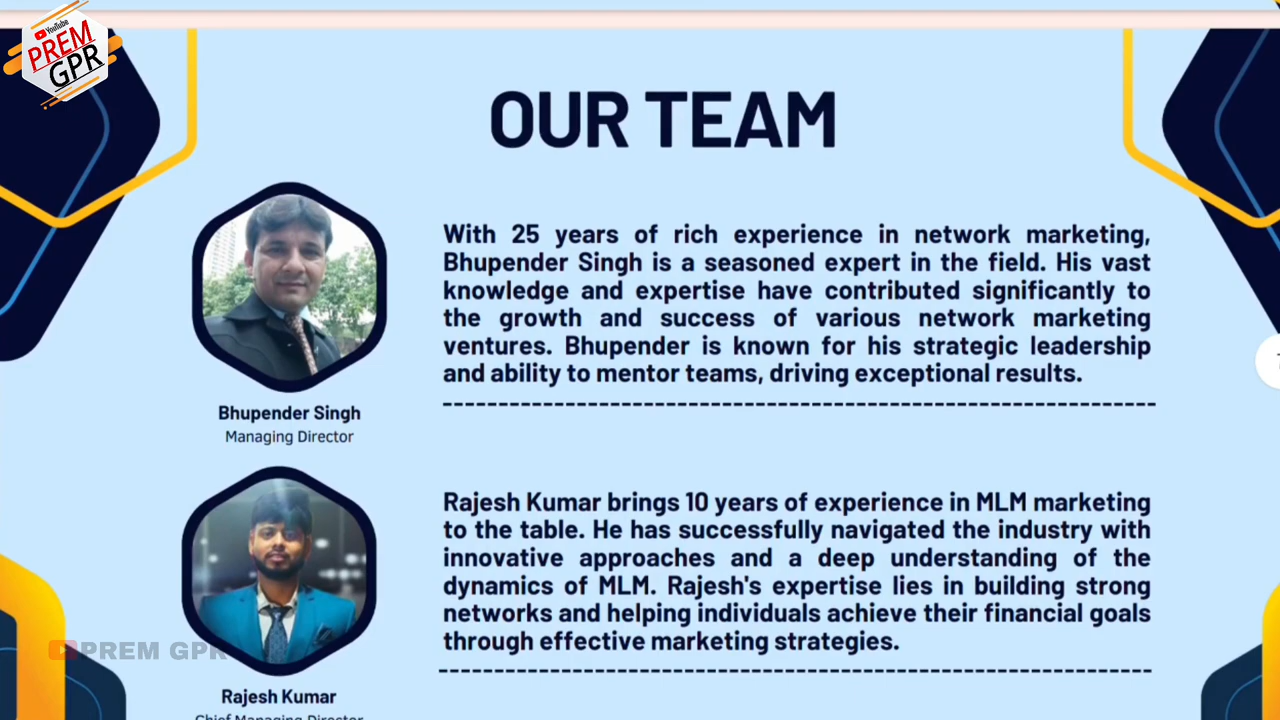 YouTube
PREM
GPR
OUR TEAM
With 25 years of rich experience in network marketing,
Bhupender Singh is a seasoned expert in the field. His vast
knowledge and expertise have contributed significantly to
the growth and success of various network marketing
ventures. Bhupender is known for his strategic leadership
and ability to mentor teams, driving exceptional results.
Bhupender Singh
Managing Director
Rajesh Kumar brings 10 years of experience in MLM marketing
to the table. He has successfully navigated the industry with
innovative approaches and a deep understanding of the
dynamics of MLM. Rajesh's expertise lies in building strong
networks and helping individuals achieve their financial goals
through effective marketing strategies.
PREM GPR
Rajesh Kumar
Chief Managing Director